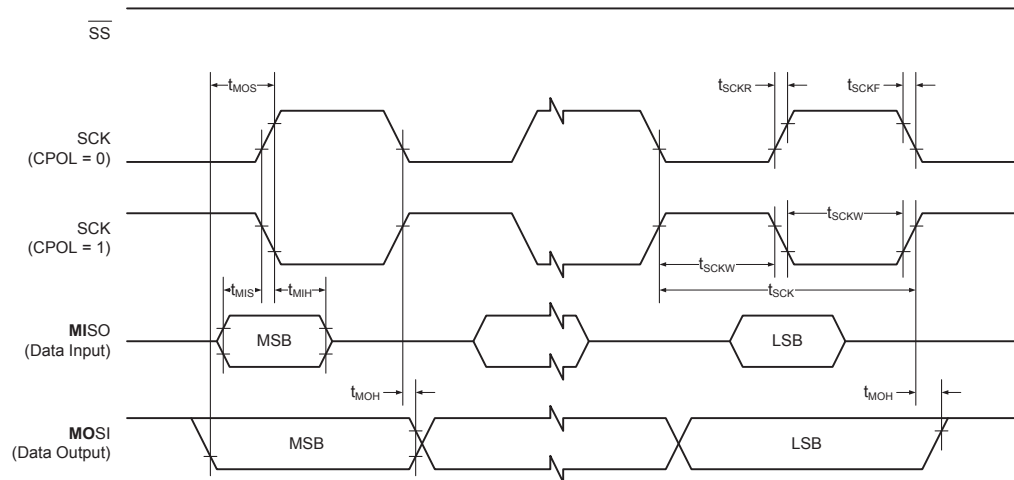 SS
tMOS
tSCKR
tSCKF
SCK
(CPOL = 0)
SCK
(CPOL = 1)
tSCKW
tSCKW
tSCK
tMIS
tMIH
MISO
(Data Input)
MSB
LSB
tMOH
tMOH
MOSI
(Data Output)
MSB
LSB